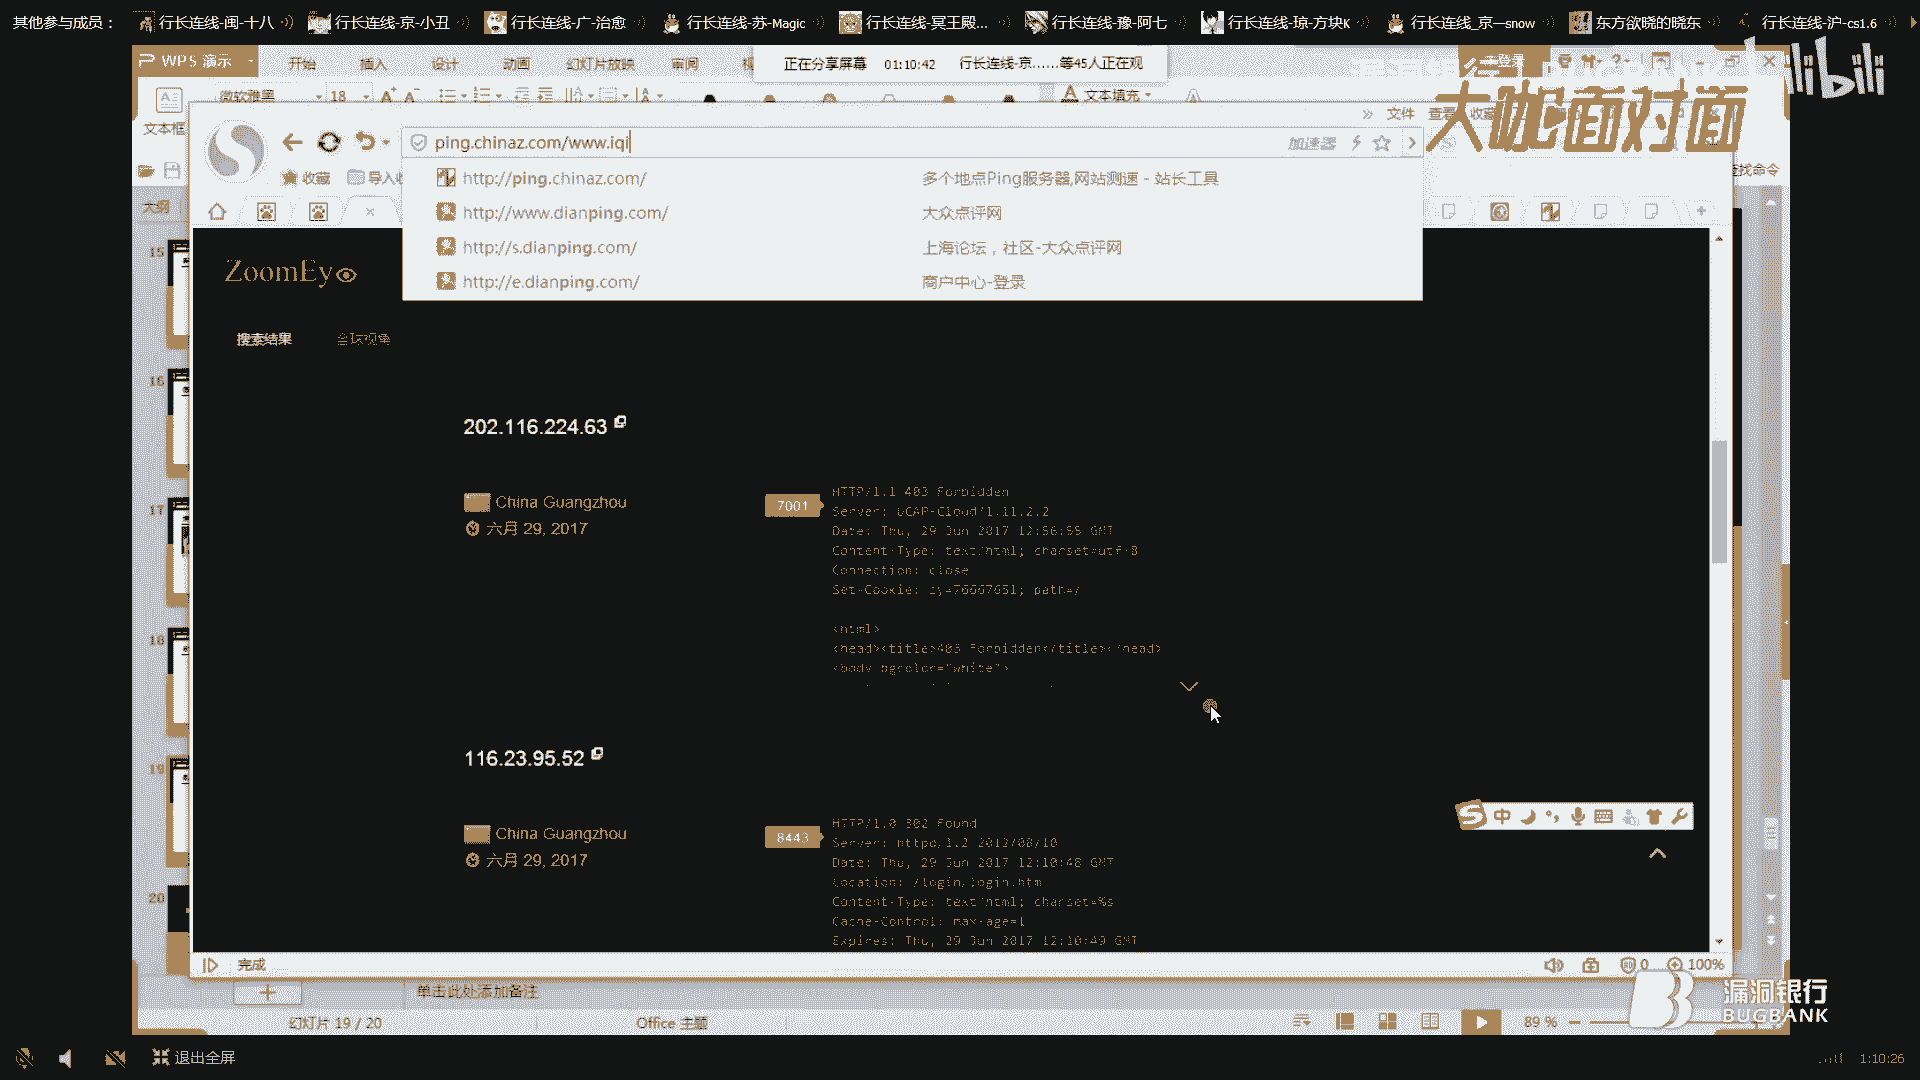 其他参与成员：
行长连线-闽-十八
行长连线-京-小丑
行长连线-广-治愈
行长连线-苏-Magic
行长连线-冥王殿...
行长连线-豫-阿七
行长连线-琼-方块K
行长连线_京—snow
东方欲晓的晓东
行长连线-沪-cs1.6
WPS 演示
开始
插入
设计
动画
幻灯片放映
审阅
正在分享屏幕 01:10:42 行长连线-京......等45人正在观
微软雅黑 18
文本填充
文本框
大咖面对面
文件
查看
收藏
ping.chinaz.com/www.iqi
加速器
查找命令
收藏
http://ping.chinaz.com/
多个地点Ping服务器,网站测速 - 站长工具
大纲
http://www.dianping.com/
大众点评网
http://s.dianping.com/
上海论坛，社区-大众点评网
http://e.dianping.com/
商户中心-登录
ZoomEy
搜索结果
全球视角
15
16
17
18
19
20
202.116.224.63
China Guangzhou
六月 29, 2017
7001
HTTP/1.1 403 Forbidden
Date: Thu, 29 Jun 2017 12:56:55 GMT
Content-Type: text/html; charset=utf-8
Connection: close
<html>
<head><title>403 Forbidden</title></head>
<body bgcolor="white">
116.23.95.52
China Guangzhou
六月 29, 2017
8443
HTTP/1.0 302 Found
Date: Thu, 29 Jun 2017 12:10:48 GMT
Location: /login/login.htm
Content-Type: text/html; charset=%s
Cache-Control: max-age=1
Expires: Thu, 29 Jun 2017 12:10:49 GMT
中
完成
0
100%
单击此处添加备注
幻灯片 19 / 20
Office 主题
89 %
漏洞银行
BUGBANK
退出全屏
1:10:26